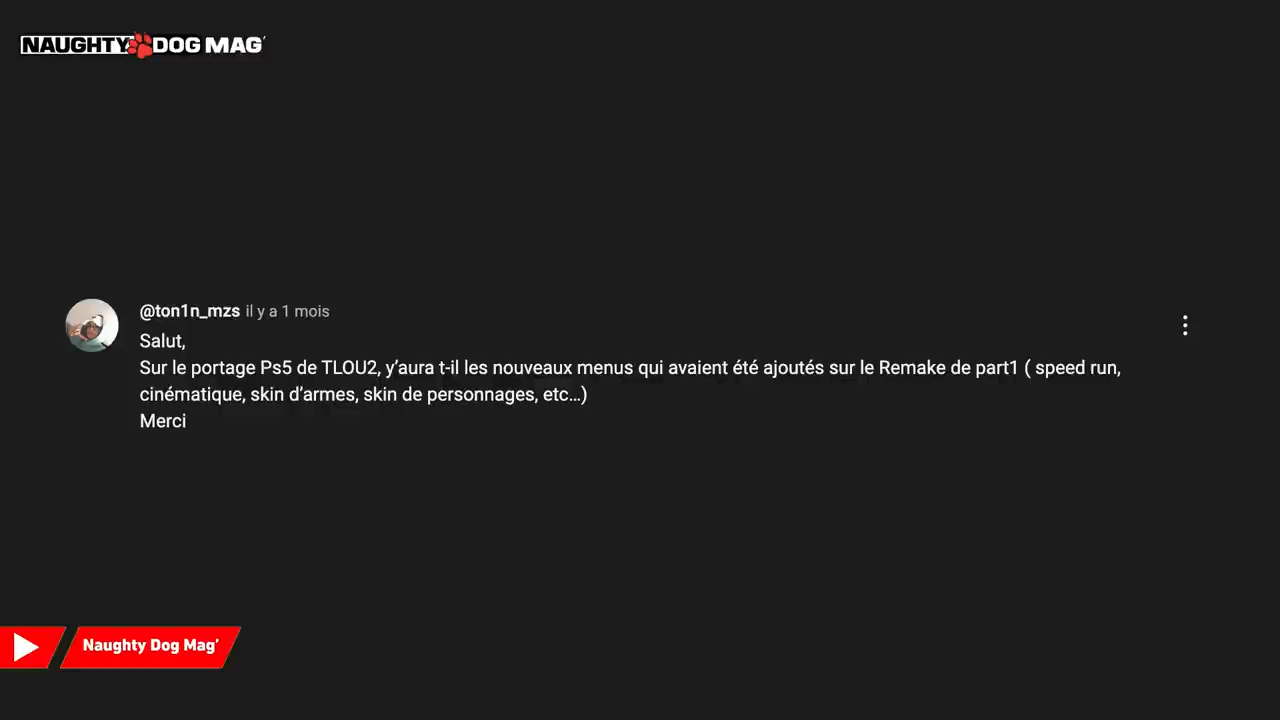 NAUGHTY DOG MAG'
@ton1n_mzs il y a 1 mois
Salut,
Sur le portage Ps5 de TLOU2, y’aura t-il les nouveaux menus qui avaient été ajoutés sur le Remake de part1 ( speed run,
cinématique, skin d’armes, skin de personnages, etc…)
Merci
Naughty Dog Mag’